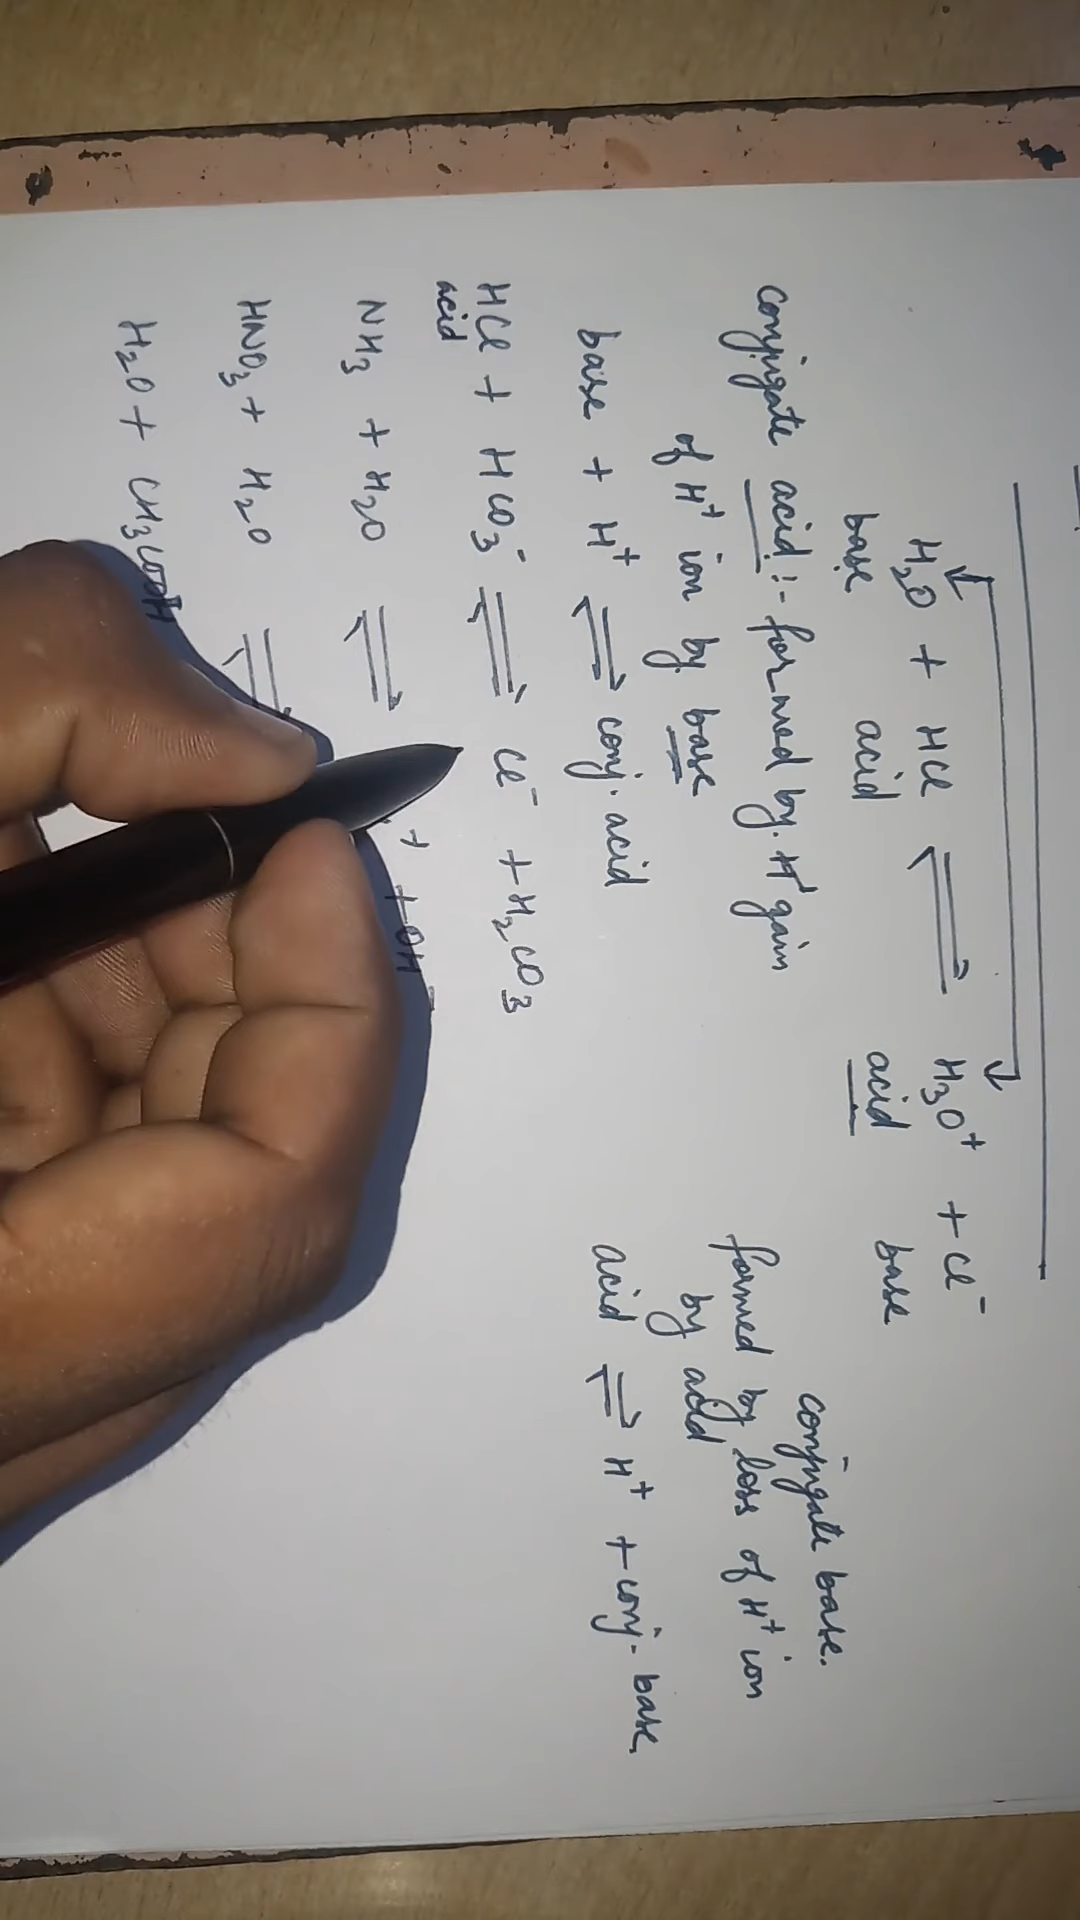 H₂O + HCl ⇌ H₃O⁺ + Cl⁻
base acid acid base
conjugate acid :- formed by H⁺ gain
of H⁺ ion by base
base + H⁺ ⇌ conj. acid
conjugate base.
formed by loss of H⁺ ion
by acid
acid ⇌ H⁺ + conj. base.
HCl + HCO₃⁻ ⇌ Cl⁻ + H₂CO₃
acid
NH₃ + H₂O ⇌ + OH⁻
HNO₃ + H₂O ⇌
H₂O + CH₃COOH